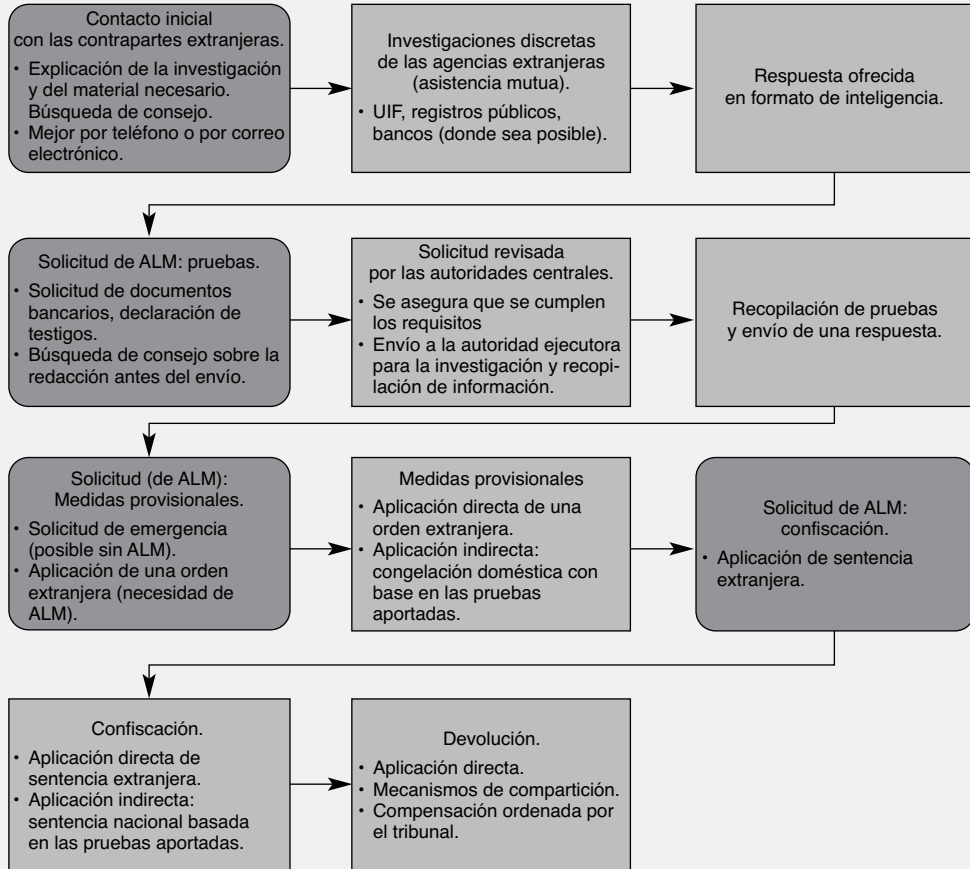 Contacto inicial
con las contrapartes extranjeras.
• Explicación de la investigación
y del material necesario.
Búsqueda de consejo.
• Mejor por teléfono o por correo
electrónico.
Investigaciones discretas
de las agencias extranjeras
(asistencia mutua).
• UIF, registros públicos,
bancos (donde sea posible).
Respuesta ofrecida
en formato de inteligencia.
Solicitud de ALM: pruebas.
• Solicitud de documentos
bancarios, declaración de
testigos.
• Búsqueda de consejo sobre la
redacción antes del envío.
Solicitud revisada
por las autoridades centrales.
• Se asegura que se cumplen
los requisitos
• Envío a la autoridad ejecutora
para la investigación y recopi-
lación de información.
Recopilación de pruebas
y envío de una respuesta.
Solicitud (de ALM):
Medidas provisionales.
• Solicitud de emergencia
(posible sin ALM).
• Aplicación de una orden
extranjera (necesidad de
ALM).
Medidas provisionales
• Aplicación directa de una
orden extranjera.
• Aplicación indirecta:
congelación doméstica con
base en las pruebas
aportadas.
Solicitud de ALM:
confiscación.
• Aplicación de sentencia
extranjera.
Confiscación.
• Aplicación directa de
sentencia extranjera.
• Aplicación indirecta:
sentencia nacional basada
en las pruebas aportadas.
Devolución.
• Aplicación directa.
• Mecanismos de compartición.
• Compensación ordenada por
el tribunal.